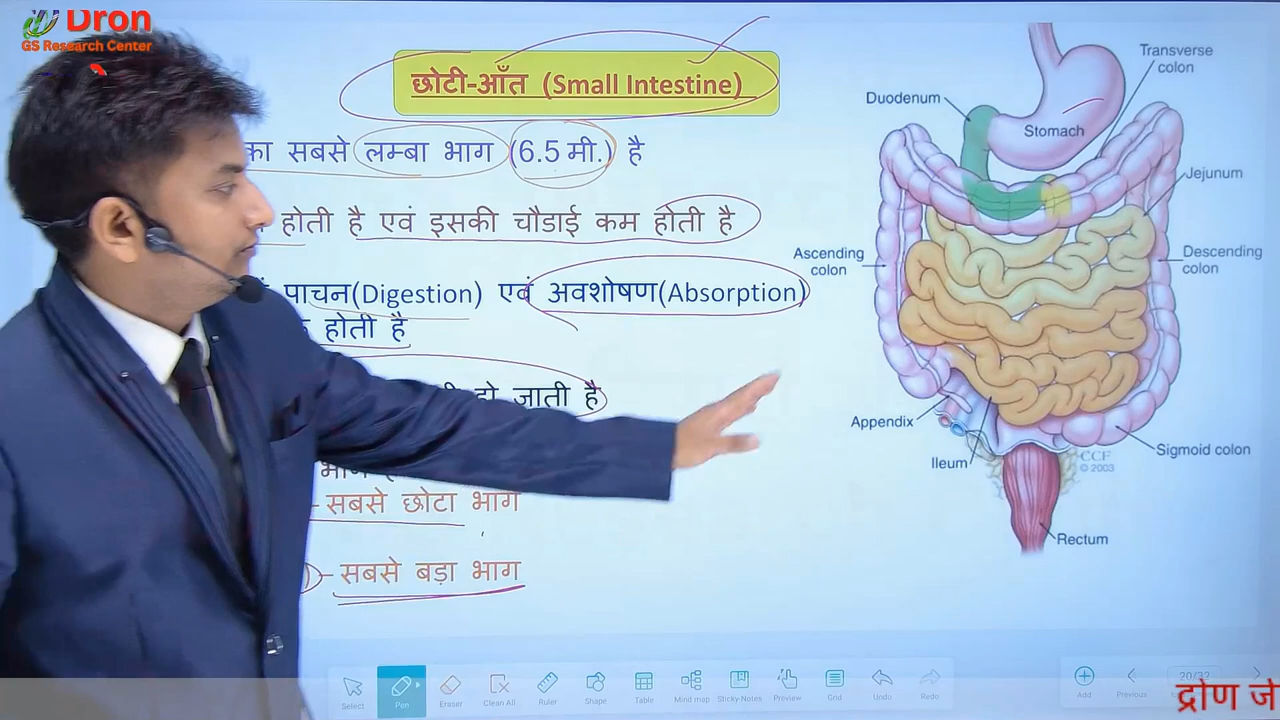 Dron
GS Research Center
छोटी-आँत (Small Intestine)
का सबसे लम्बा भाग (6.5 मी.) है
होती है एवं इसकी चौडाई कम होती है
पाचन(Digestion) एवं अवशोषण(Absorption)
होती है
हो जाती है
सबसे छोटा भाग
- सबसे बड़ा भाग
Transverse colon
Duodenum
Stomach
Jejunum
Ascending colon
Descending colon
Appendix
Ileum
Sigmoid colon
CCF
© 2003
Rectum
Select
Pen
Eraser
Clean All
Ruler
Shape
Table
Mind map
Sticky-Notes
Preview
Grid
Undo
Redo
Add
Previous
20/32
द्रोण जे